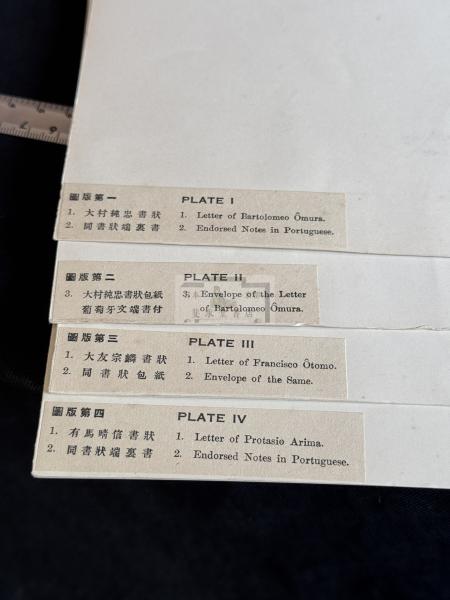 圖版第一 PLATE I
1. 大村純忠書狀 1. Letter of Bartolomeo Ômura.
2. 同書狀端裏書 2. Endorsed Notes in Portuguese.
圖版第二 PLATE II
3. 大村純忠書狀包紙 3. Envelope of the Letter
葡萄牙文端書付 of Bartolomeo Ômura.
圖版第三 PLATE III
1. 大友宗麟書狀 1. Letter of Francisco Ôtomo.
2. 同書狀包紙 2. Envelope of the Same.
圖版第四 PLATE IV
1. 有馬晴信書狀 1. Letter of Protasio Arima.
2. 同書狀端裏書 2. Endorsed Notes in Portuguese.